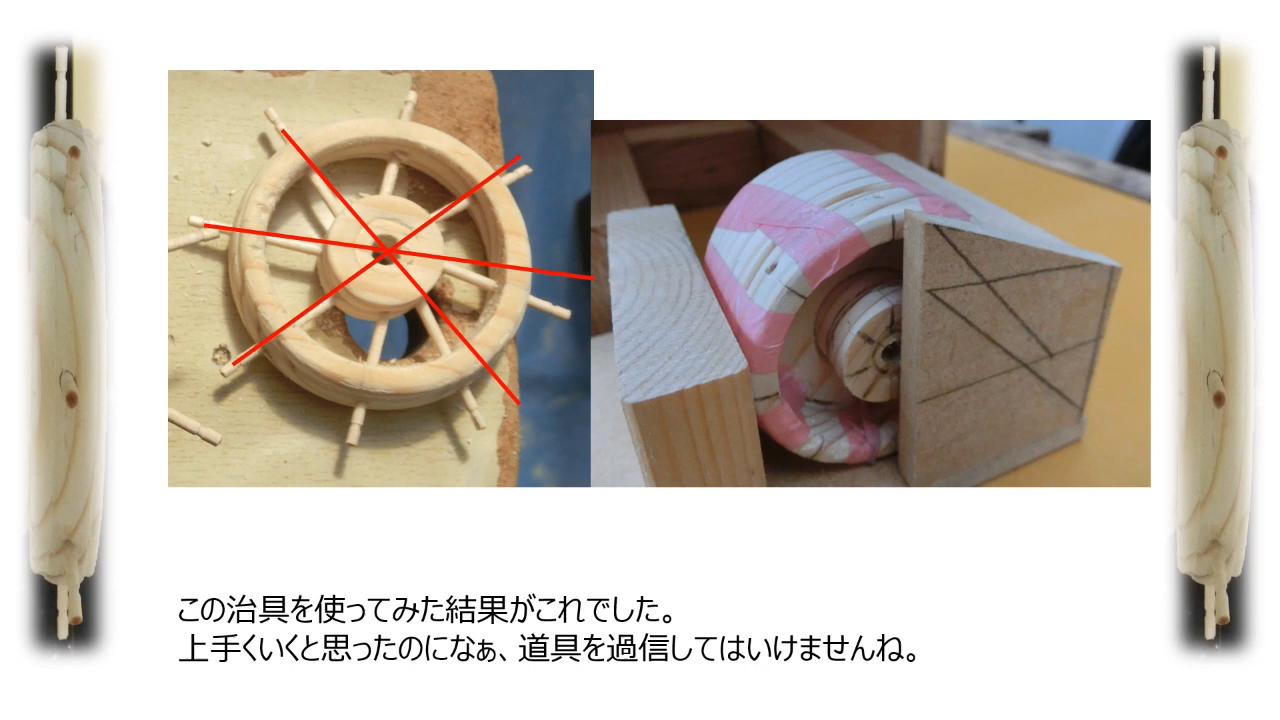 この治具を使ってみた結果がこれでした。
上手くいくと思ったのになぁ、道具を過信してはいけませんね。